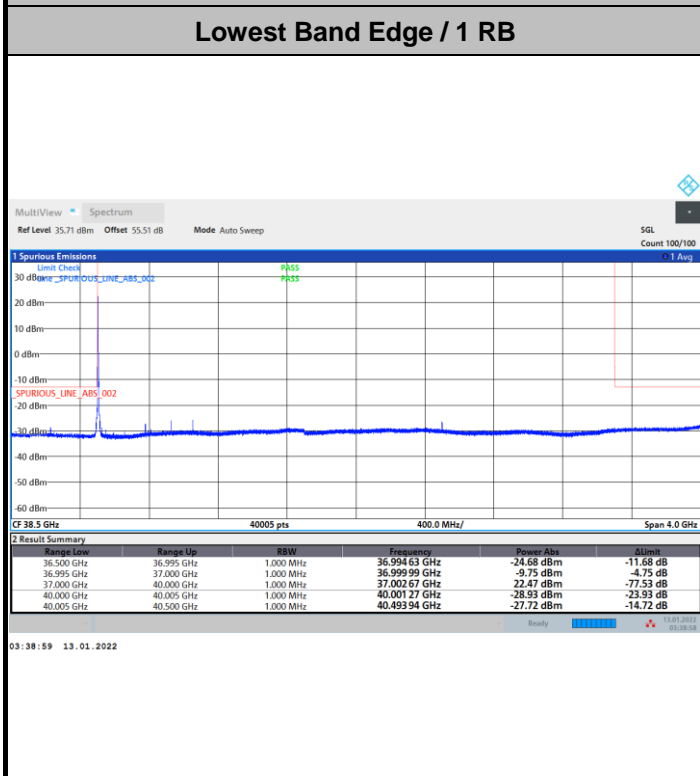 Lowest Band Edge / 1 RB
MultiView Spectrum
Ref Level 35.71 dBm Offset 55.51 dB Mode Auto Sweep SGL
Count 100/100
1 Spurious Emissions 1 Avg
Limit Check PASS
30 dBm Line _SPURIOUS_LINE_ABS_002 PASS
20 dBm
10 dBm
0 dBm
-10 dBm
_SPURIOUS_LINE_ABS_002
-20 dBm
-30 dBm
-40 dBm
-50 dBm
-60 dBm
CF 38.5 GHz 40005 pts 400.0 MHz/ Span 4.0 GHz
2 Result Summary
Range Low Range Up RBW Frequency Power Abs ΔLimit
36.500 GHz 36.995 GHz 1.000 MHz 36.994 63 GHz -24.68 dBm -11.68 dB
36.995 GHz 37.000 GHz 1.000 MHz 36.999 99 GHz -9.75 dBm -4.75 dB
37.000 GHz 40.000 GHz 1.000 MHz 37.002 67 GHz 22.47 dBm -77.53 dB
40.000 GHz 40.005 GHz 1.000 MHz 40.001 27 GHz -28.93 dBm -23.93 dB
40.005 GHz 40.500 GHz 1.000 MHz 40.493 94 GHz -27.72 dBm -14.72 dB
Ready 13.01.2022
03:38:58
03:38:59 13.01.2022